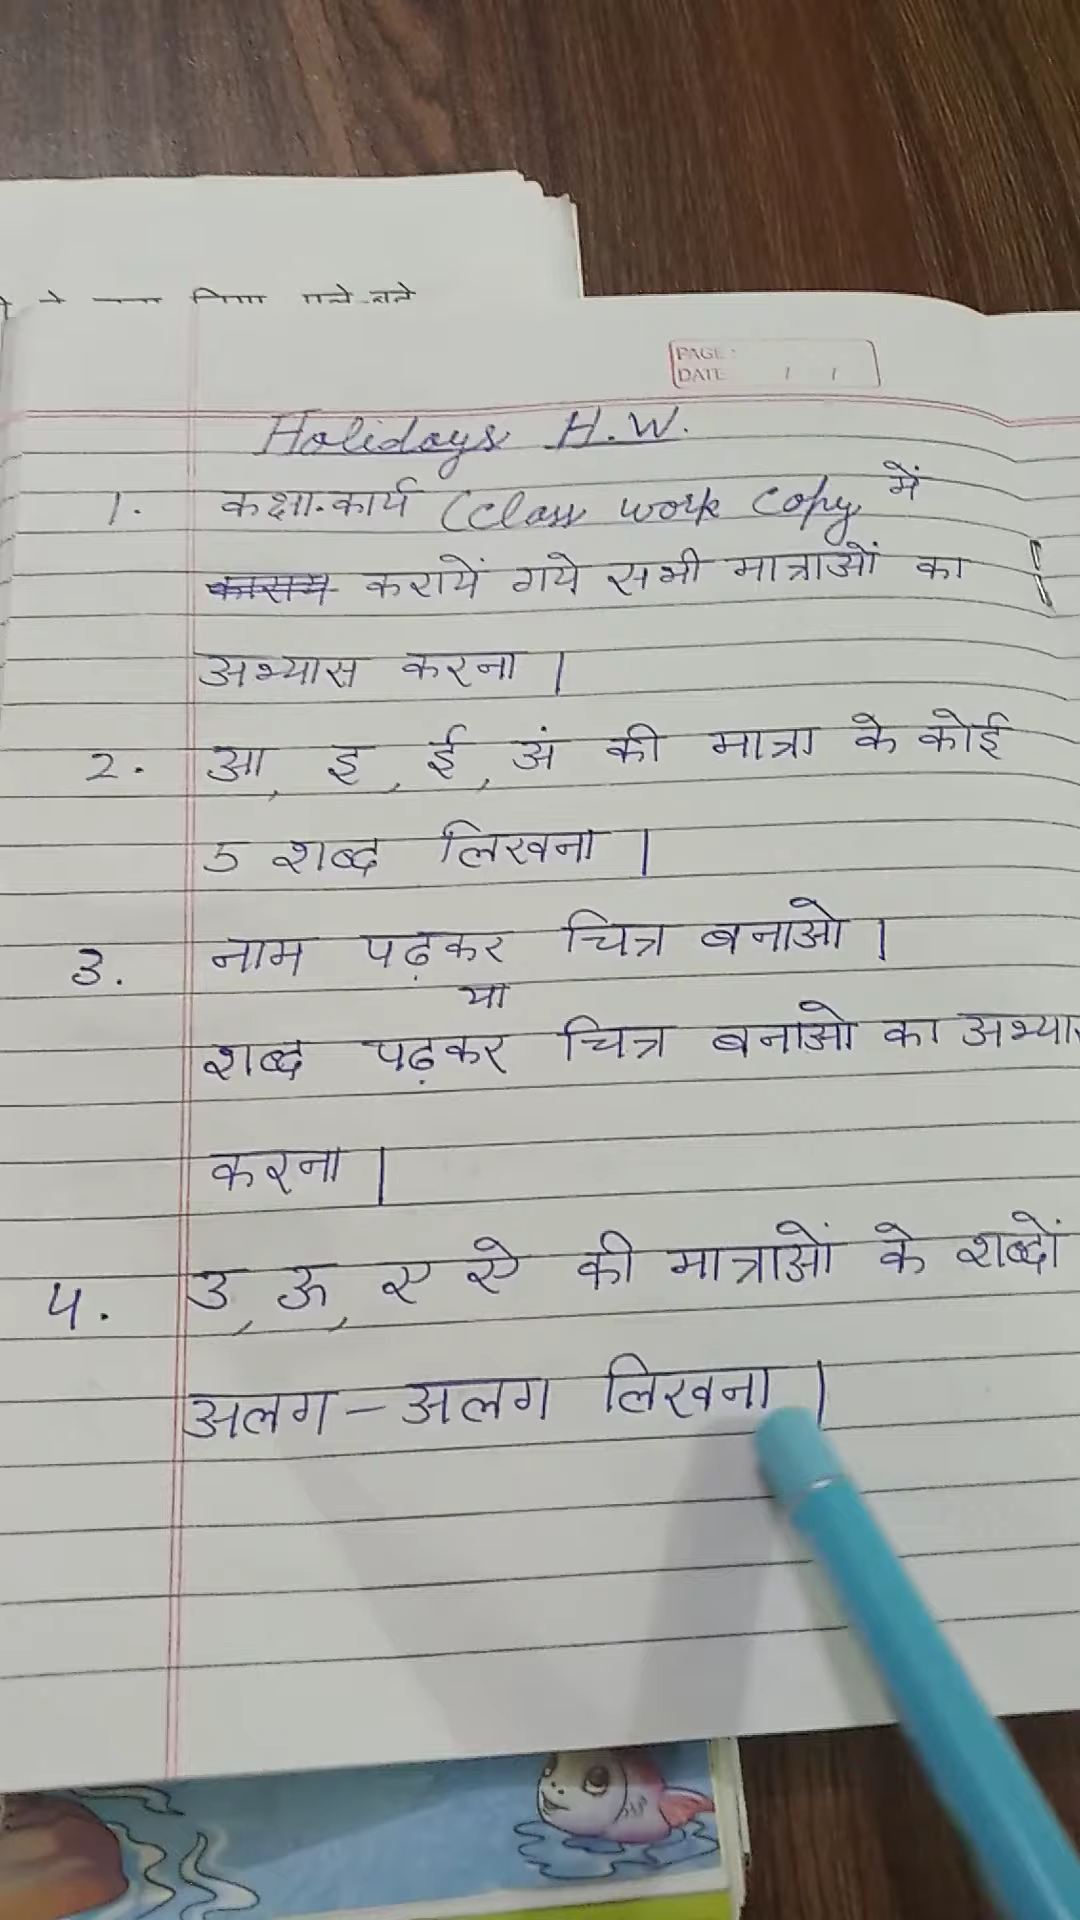 PAGE :
DATE / /
Holidays H.W.
1. कक्षा-कार्य (Class work copy में
करायें गये सभी मात्राओं का
अभ्यास करना।
2. आ, इ, ई, अं की मात्रा के कोई
5 शब्द लिखना।
3. नाम पढ़कर चित्र बनाओ।
या
शब्द पढ़कर चित्र बनाओ का
करना।
4. उ, ऊ, ए ऐ की मात्राओं के शब्दों
अलग-अलग लिखना।